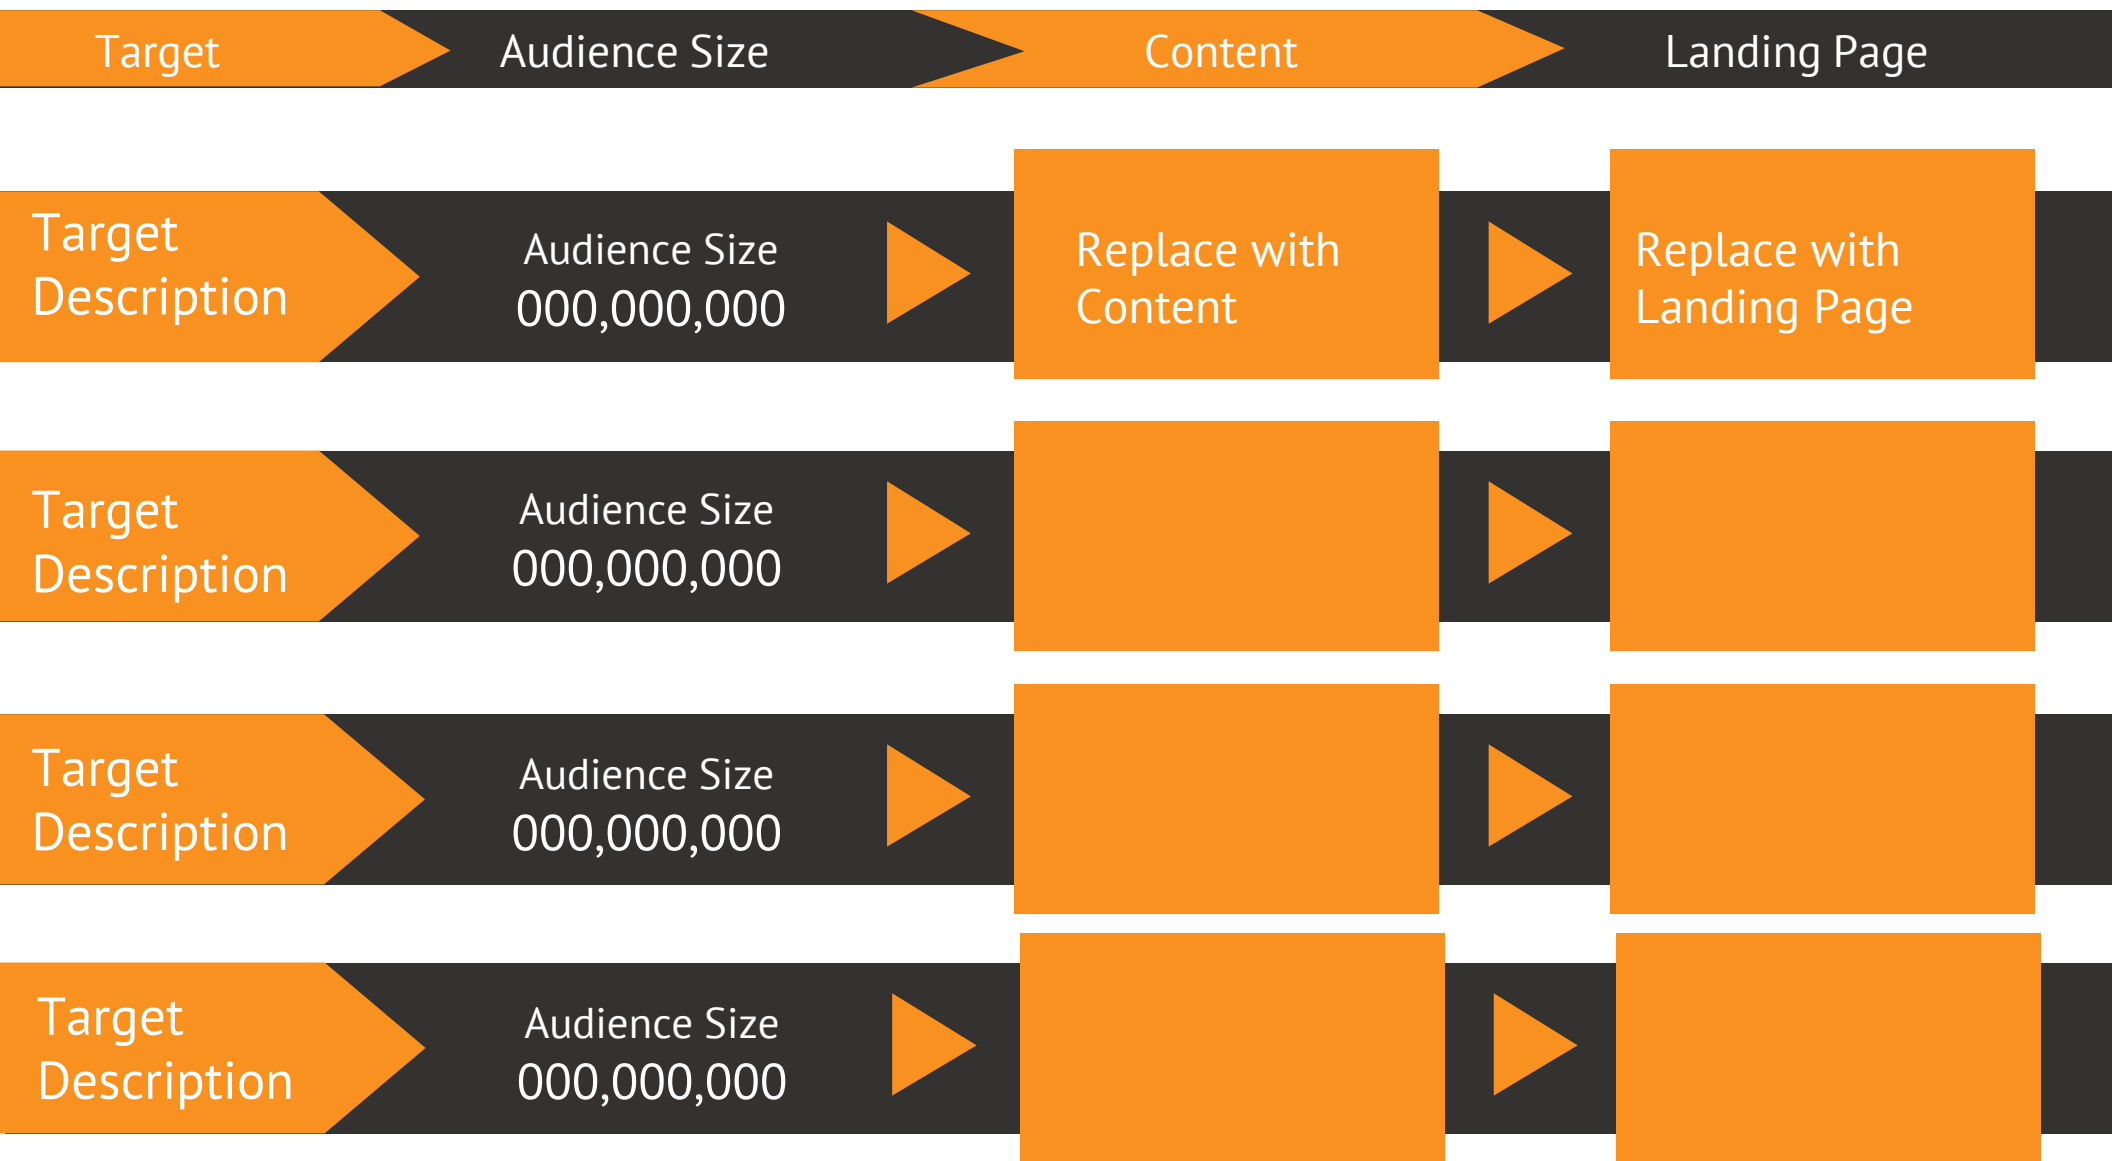 Target
Audience Size
Content
Landing Page
Target
Description
Audience Size
000,000,000
Replace with
Content
Replace with
Landing Page
Target
Description
Audience Size
000,000,000
Target
Description
Audience Size
000,000,000
Target
Description
Audience Size
000,000,000